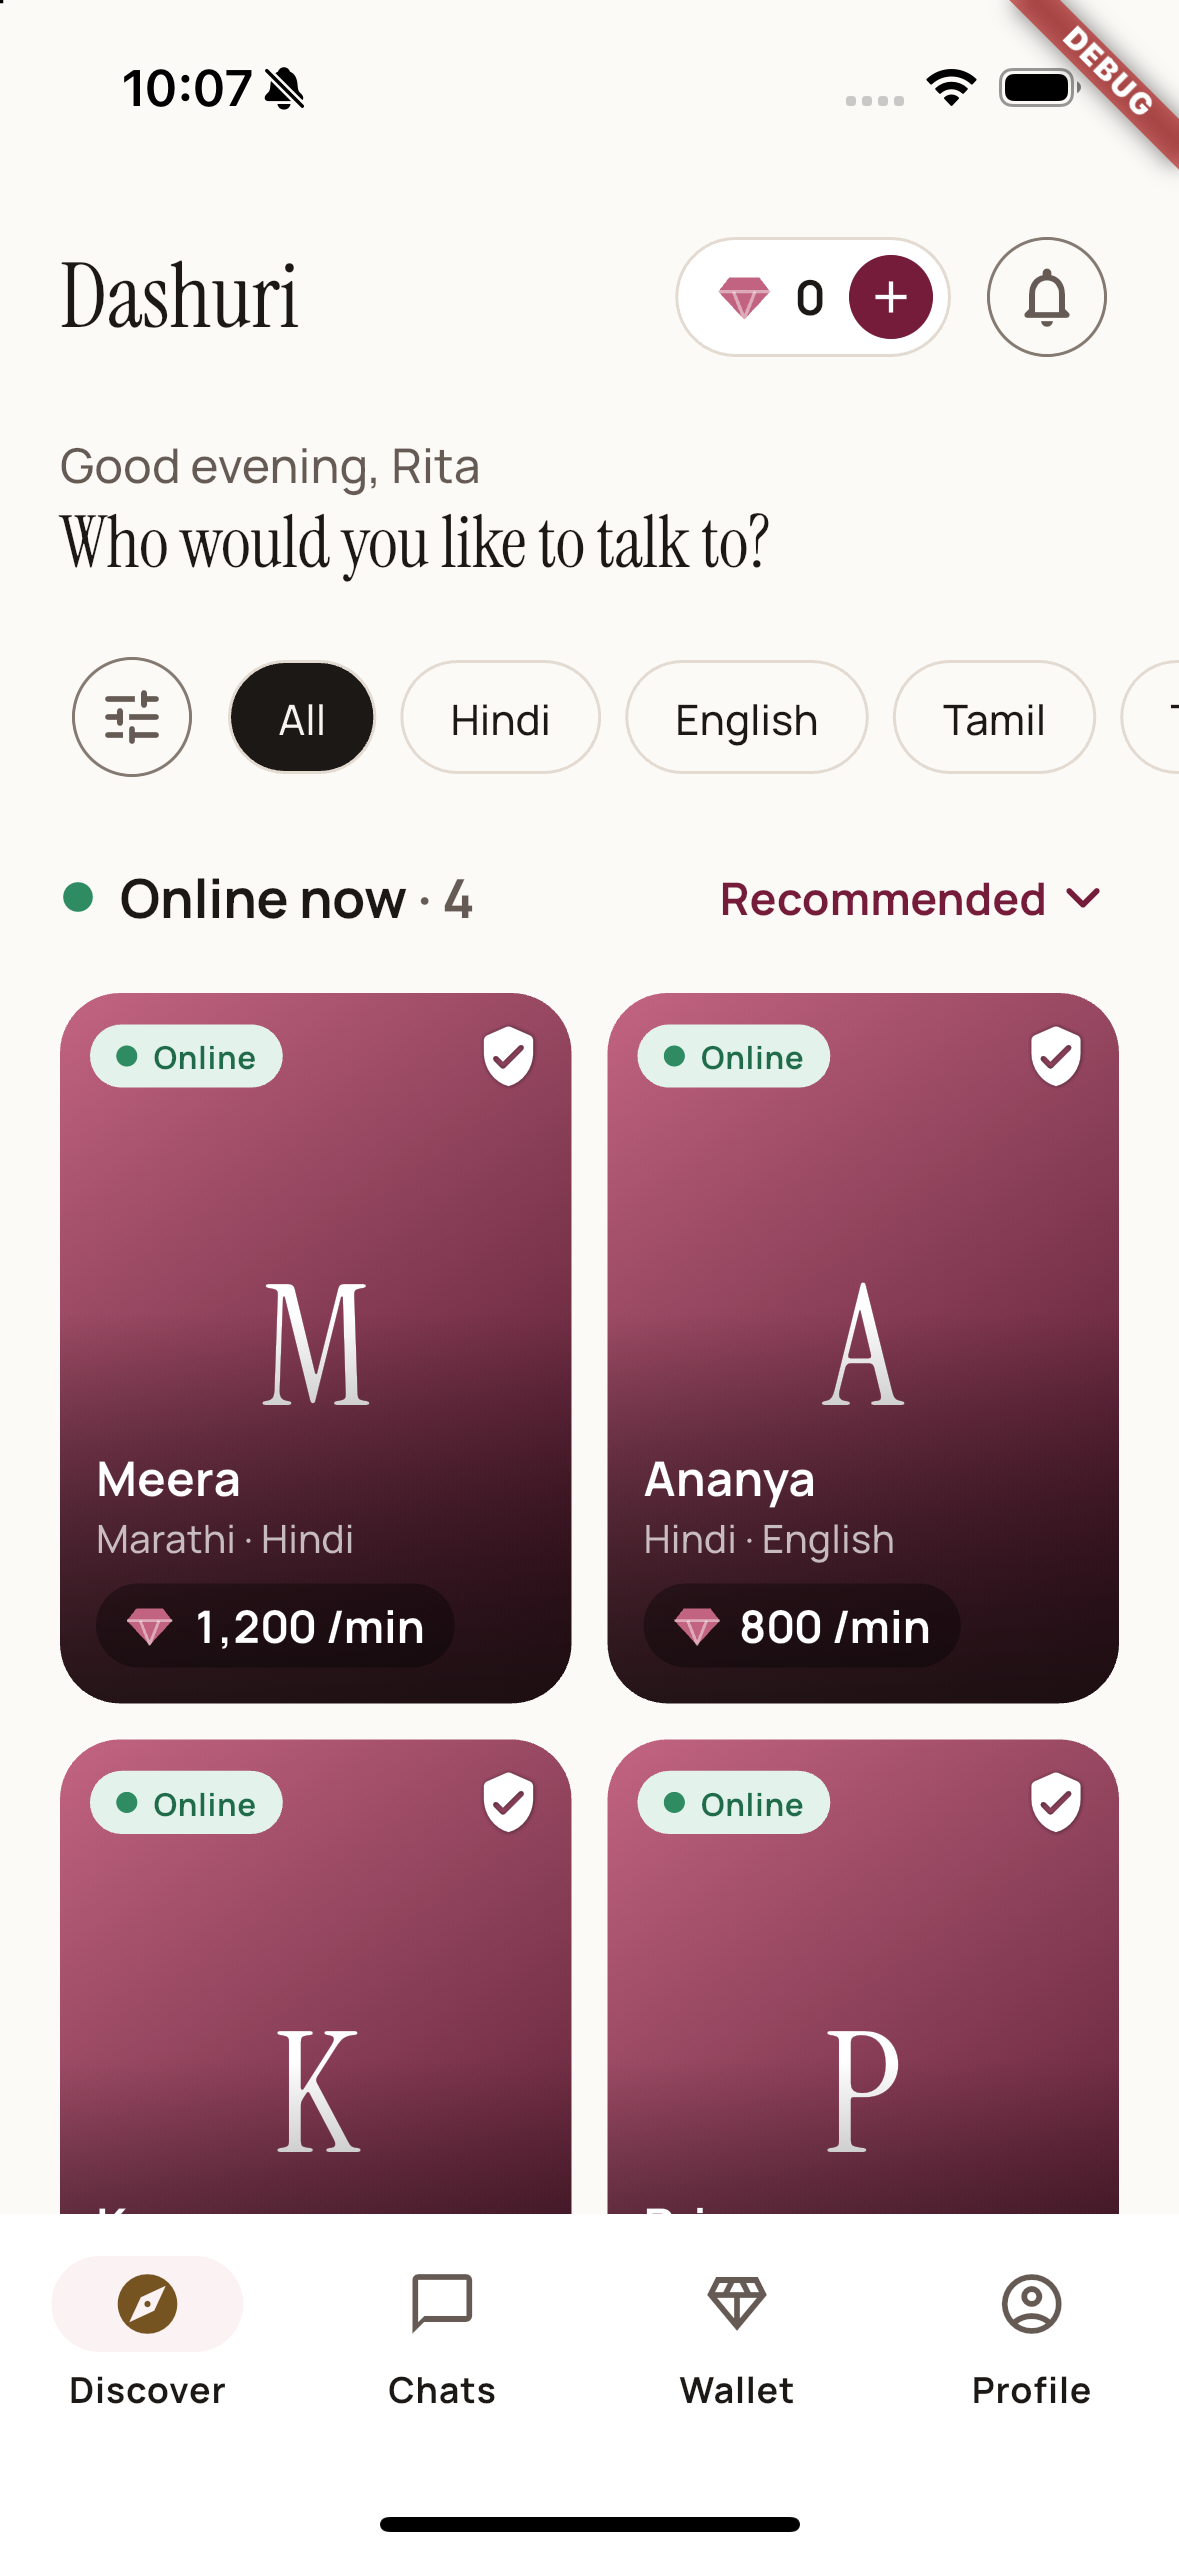 DEBUG
10:07
Dashuri
0
Good evening, Rita
Who would you like to talk to?
All Hindi English Tamil
Online now · 4 Recommended
Online Online
M A
Meera Ananya
Marathi · Hindi Hindi · English
1,200 /min 800 /min
Online Online
K P
Discover Chats Wallet Profile